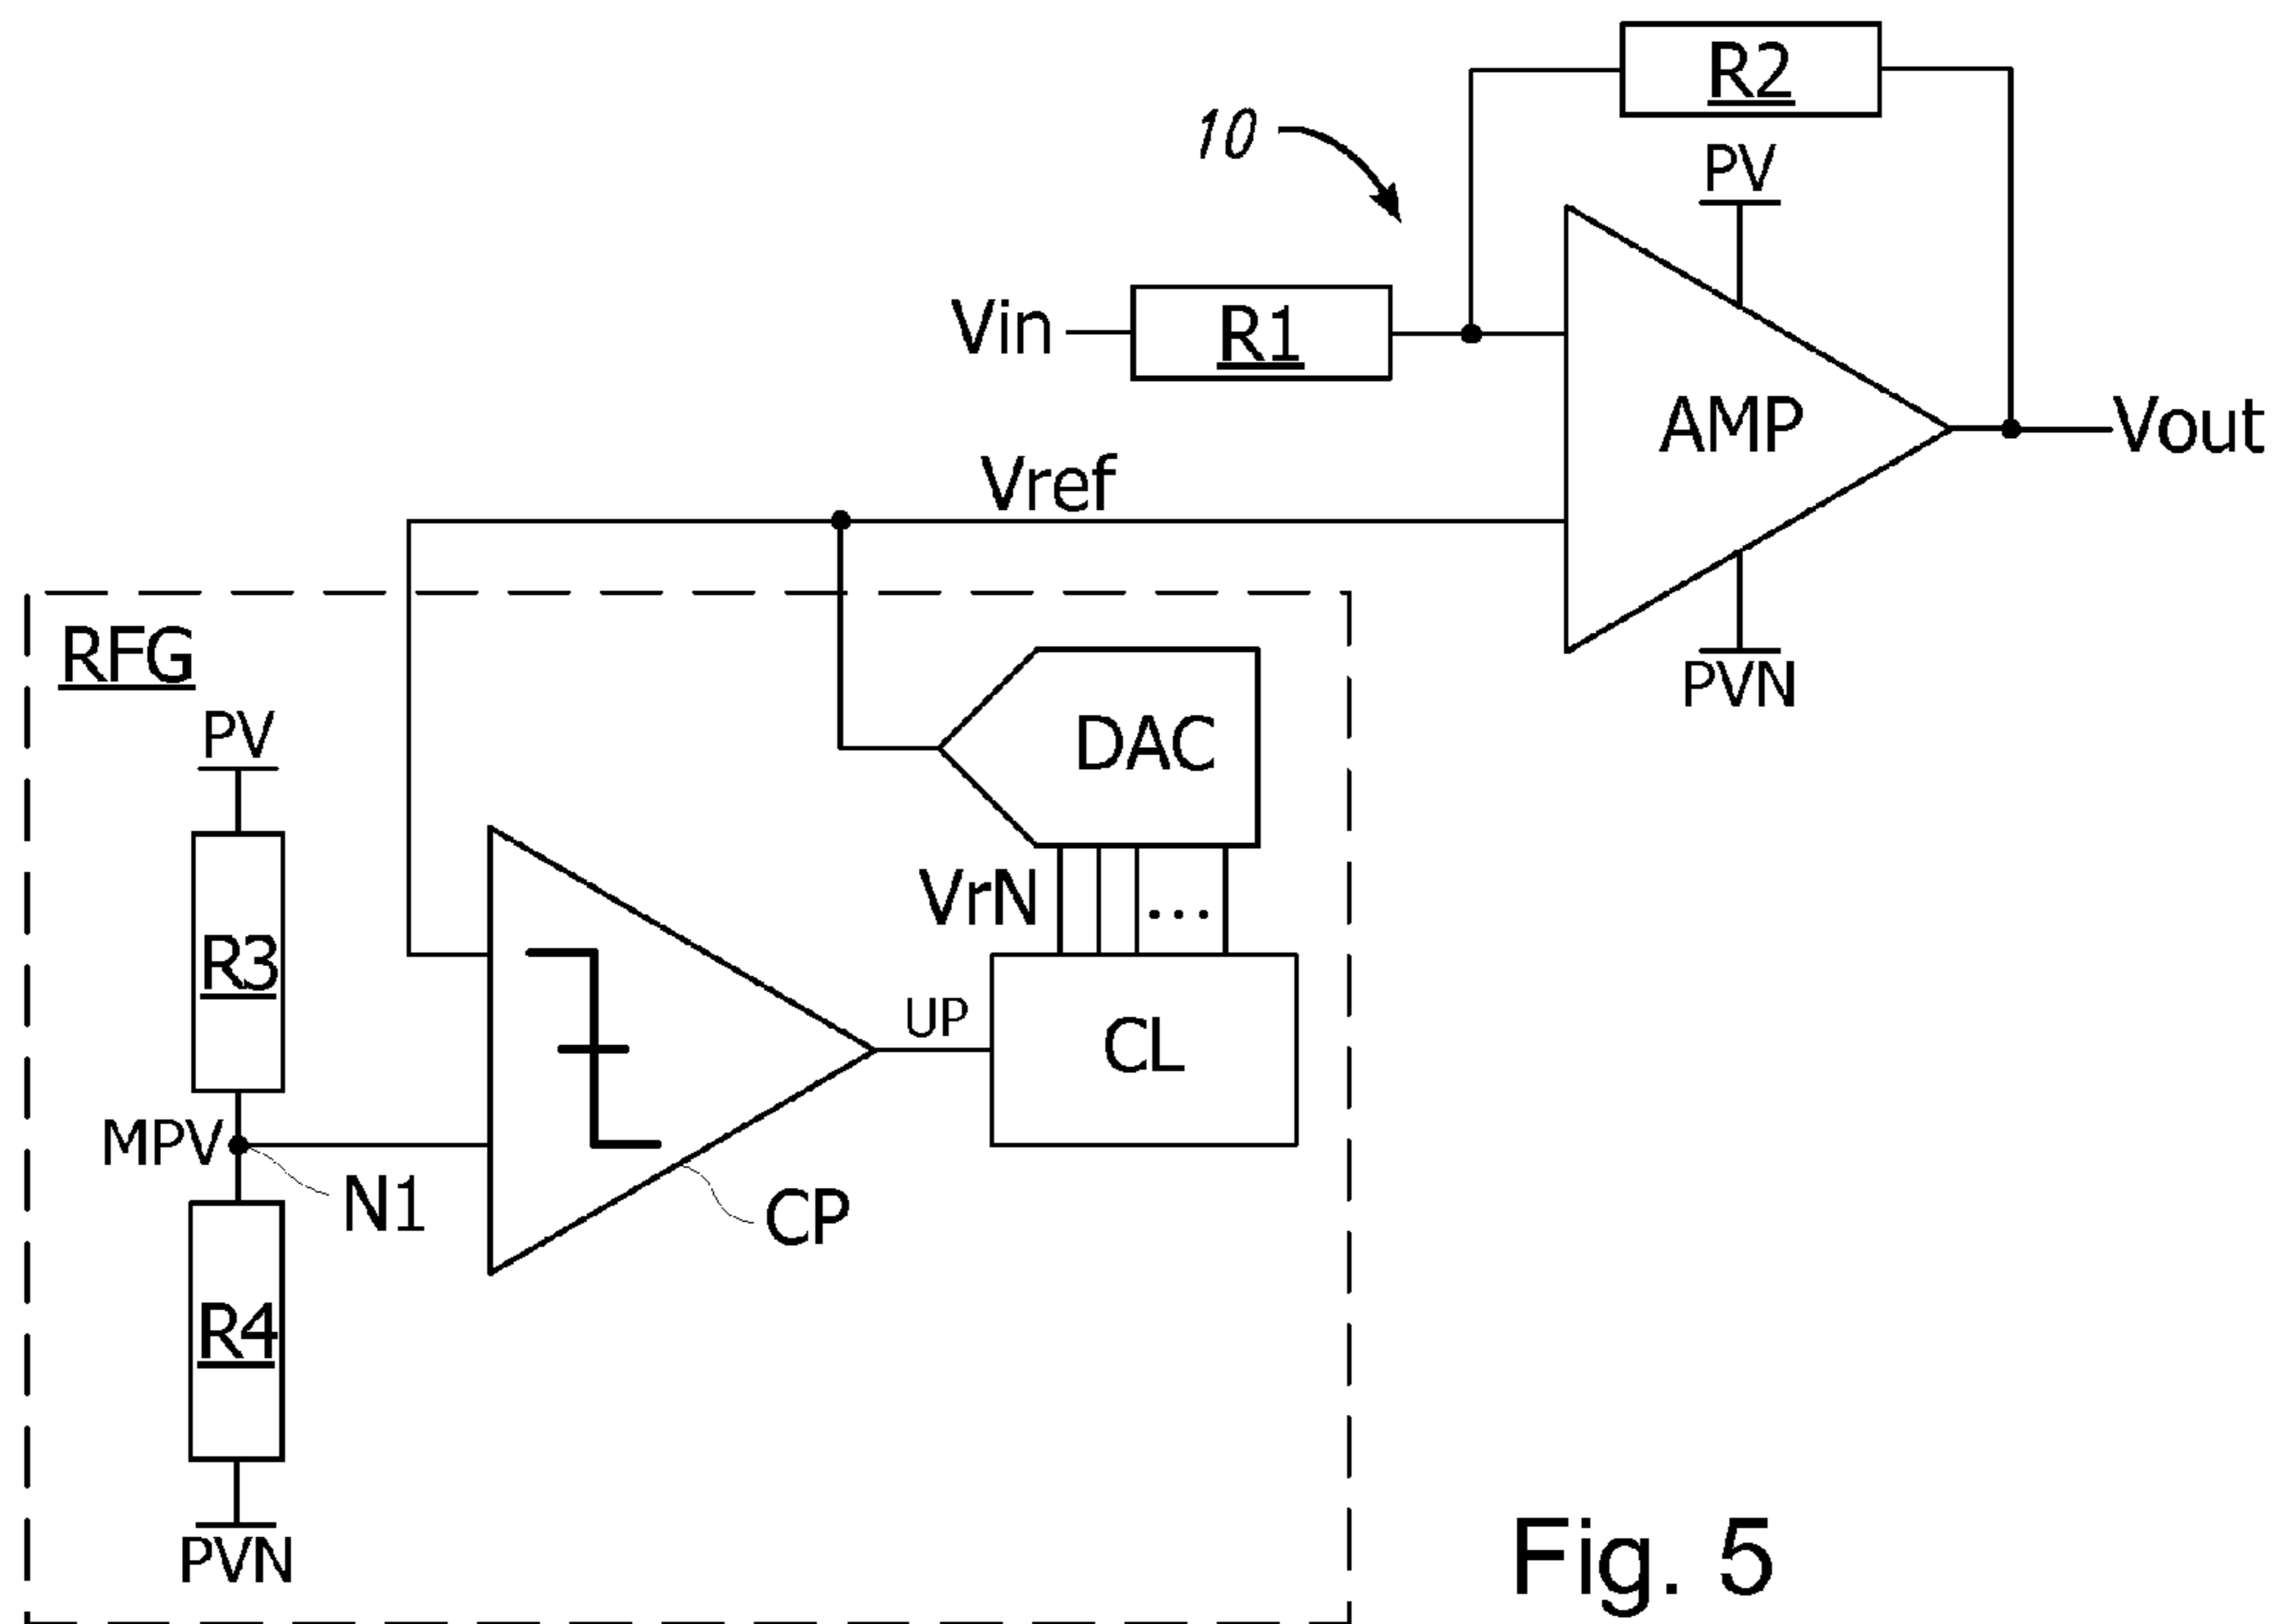 R2
10
PV
Vin
R1
AMP
Vout
Vref
RFG
PVN
PV
DAC
VrN
...
R3
UP
CL
MPV
N1
CP
R4
PVN
Fig. 5